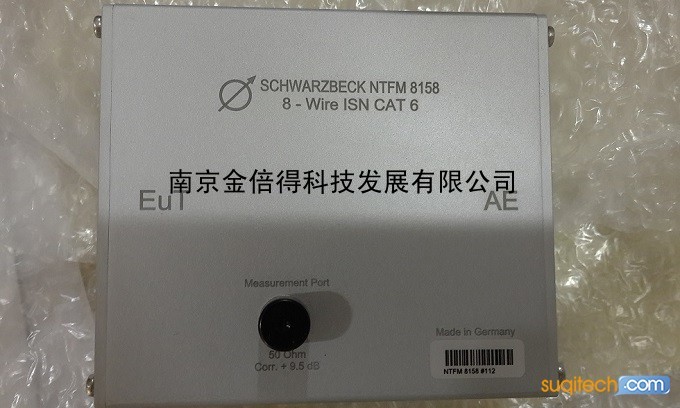 SCHWARZBECK NTFM 8158
8 - Wire ISN CAT 6
南京金倍得科技发展有限公司
EuT
AE
Measurement Port
50 Ohm
Corr. + 9.5 dB
Made in Germany
NTFM 8158 #112
sugitech.com